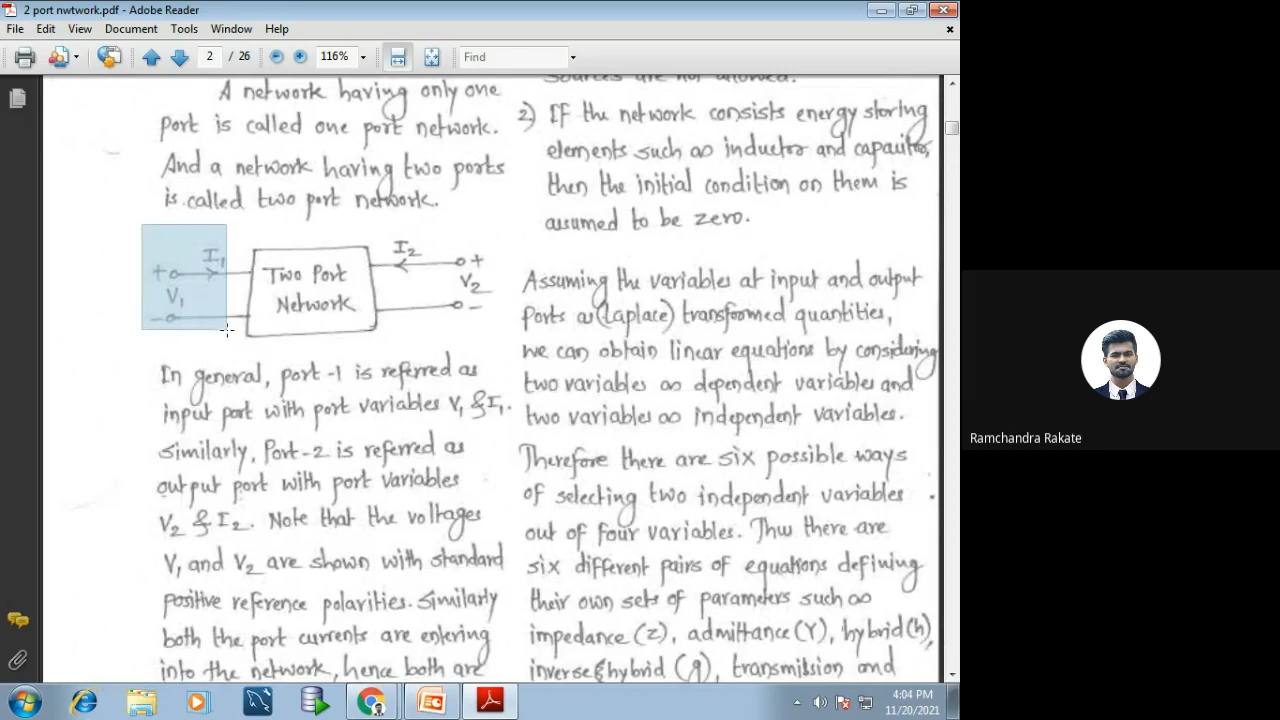 2 port nwtwork.pdf - Adobe Reader
File Edit View Document Tools Window Help
2 / 26 116% Find
A network having only one
port is called one port network.
And a network having two ports
is called two port network.
I1
+
V1
-
Two Port
Network
I2
+
V2
-
In general, port-1 is referred as
input port with port variables V1 & I1.
Similarly, Port-2 is referred as
output port with port variables
V2 & I2. Note that the voltages
V1 and V2 are shown with standard
positive reference polarities. Similarly
both the port currents are entering
into the network, hence both are
sources are not allowed.
2) If the network consists energy storing
elements such as inductor and capacitor,
then the initial condition on them is
assumed to be zero.
Assuming the variables at input and output
Ports as (Laplace) transformed quantities,
we can obtain linear equations by considering
two variables as dependent variables and
two variables as independent variables.
Therefore there are six possible ways
of selecting two independent variables
out of four variables. Thus there are
six different pairs of equations defining
their own sets of parameters such as
impedance (Z), admittance (Y), hybrid (h),
inverse hybrid (g), transmission and
Ramchandra Rakate
4:04 PM
11/20/2021